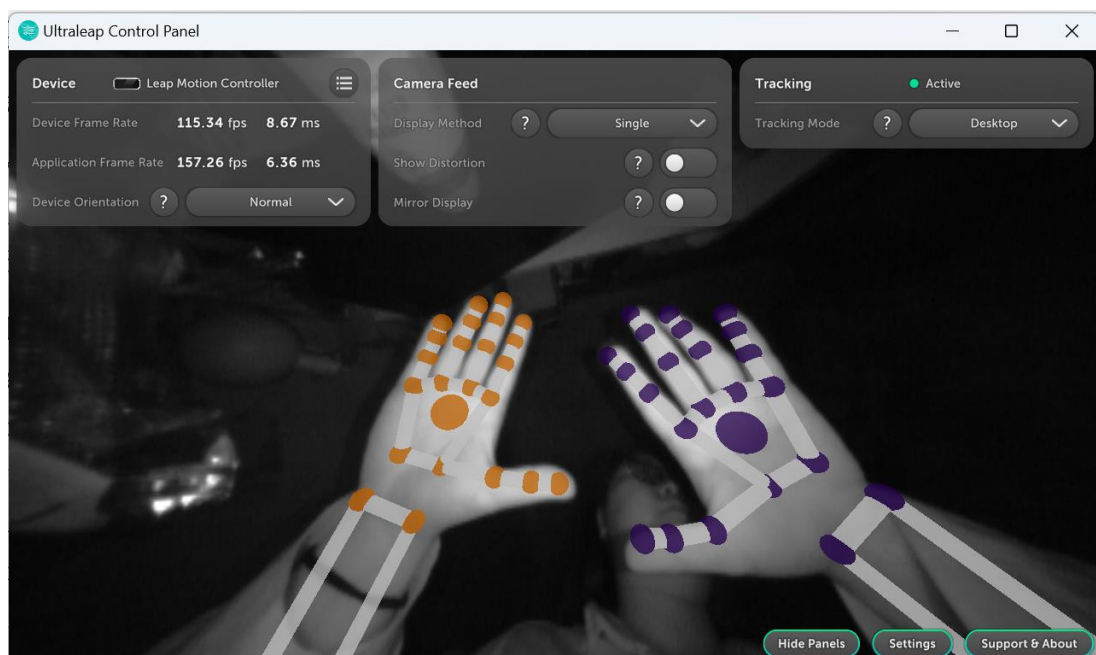 Ultraleap Control Panel
Device Leap Motion Controller
Device Frame Rate 115.34 fps 8.67 ms
Application Frame Rate 157.26 fps 6.36 ms
Device Orientation ? Normal
Camera Feed
Display Method ? Single
Show Distortion ?
Mirror Display ?
Tracking Active
Tracking Mode ? Desktop
Hide Panels Settings Support & About